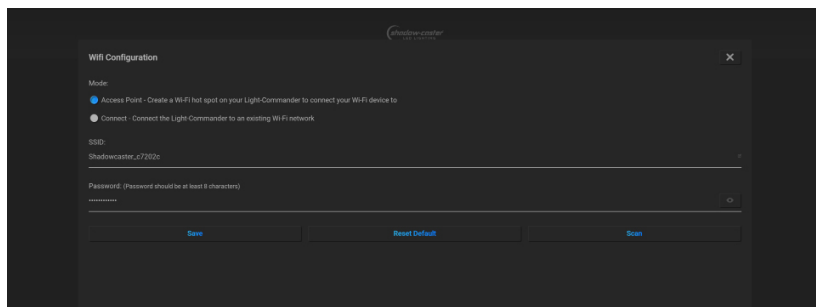 shadow-caster
Wifi Configuration
Mode:
Access Point - Create a Wi-Fi hot spot on your Light-Commander to connect your Wi-Fi device to
Connect - Connect the Light-Commander to an existing Wi-Fi network
SSID:
Shadowcaster_c7202c
Password: (Password should be at least 8 characters)
Save Reset Default Scan